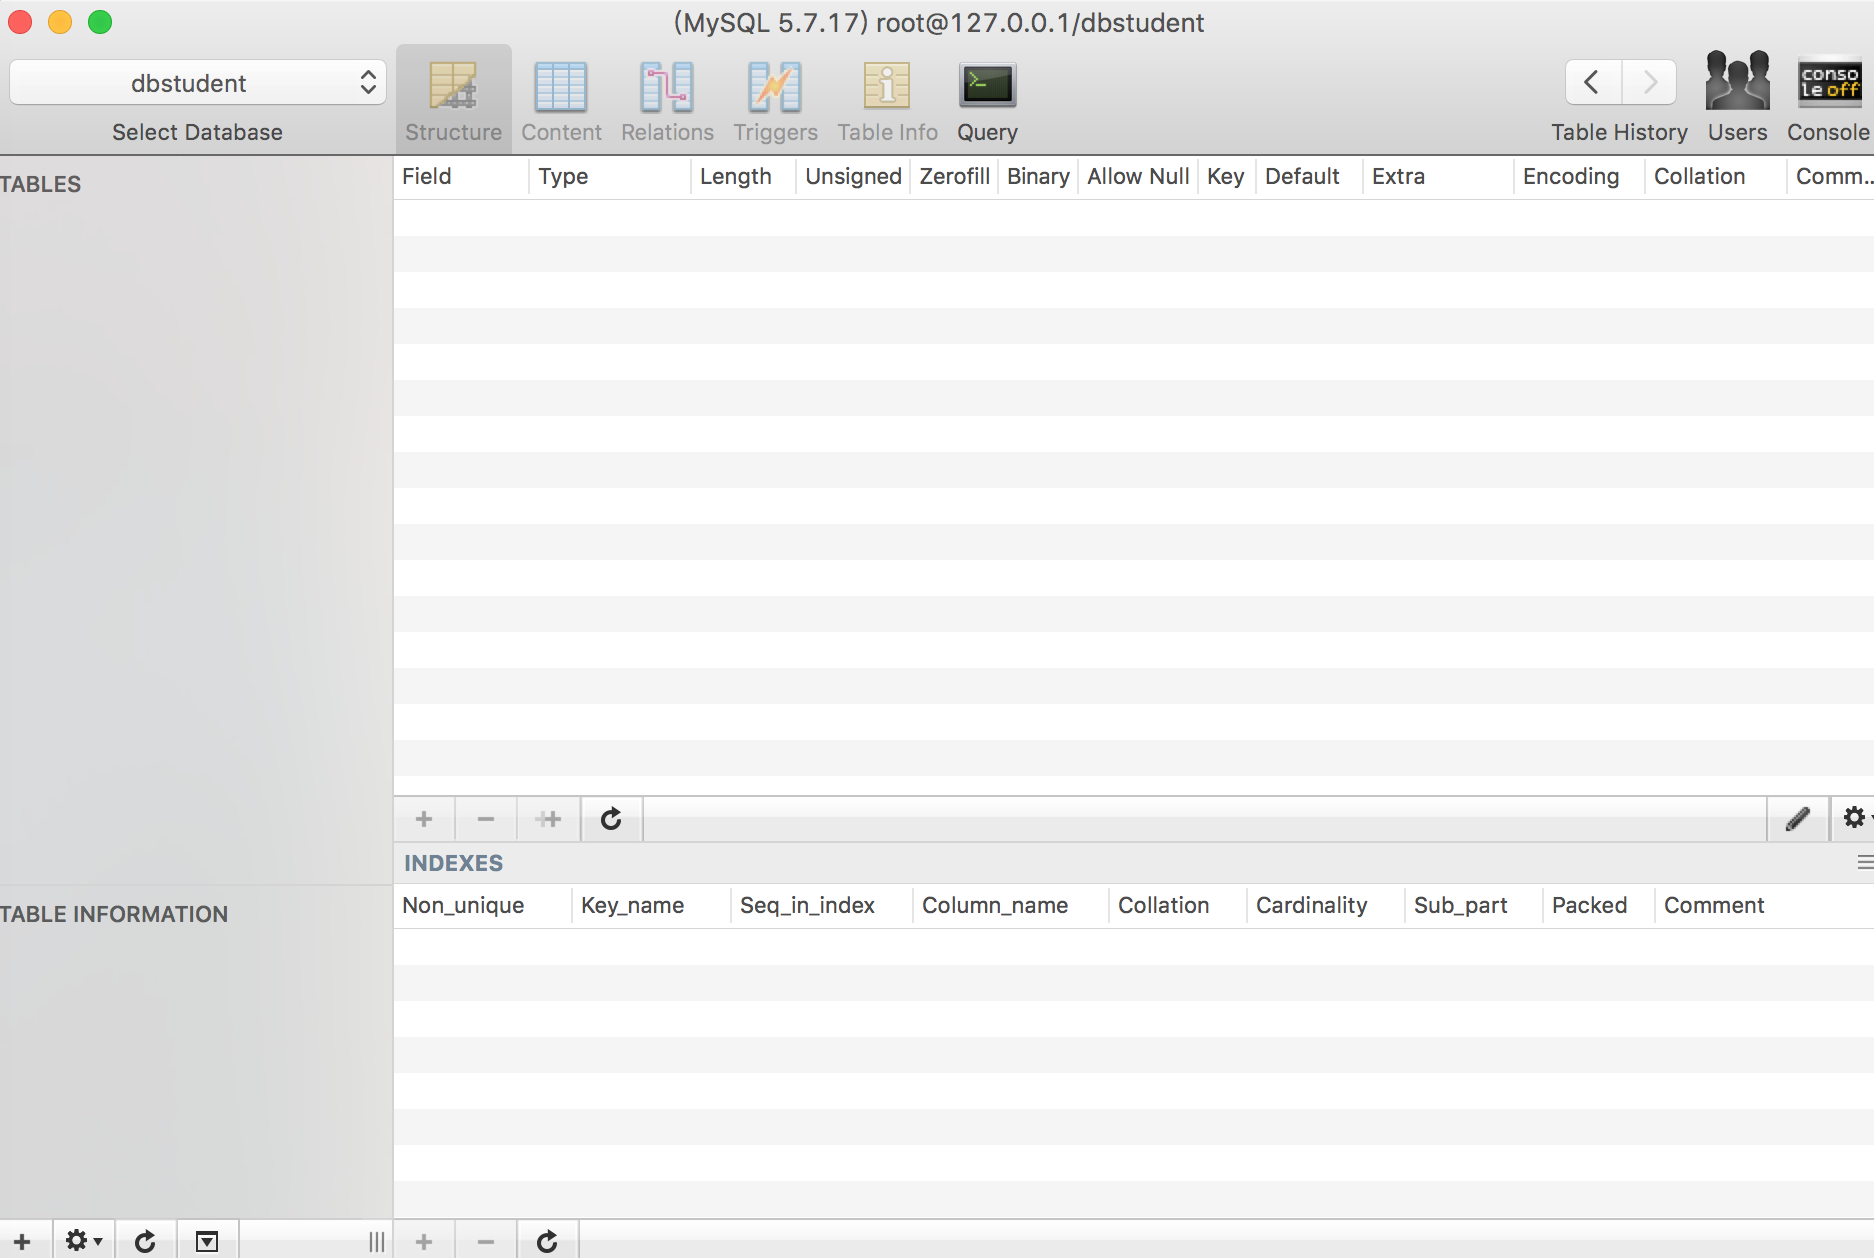 (MySQL 5.7.17) root@127.0.0.1/dbstudent
dbstudent
Select Database
Structure
Content
Relations
Triggers
Table Info
Query
Table History
Users
conso
le off
Console
TABLES
Field Type Length Unsigned Zerofill Binary Allow Null Key Default Extra Encoding Collation Comm...
INDEXES
Non_unique Key_name Seq_in_index Column_name Collation Cardinality Sub_part Packed Comment
TABLE INFORMATION